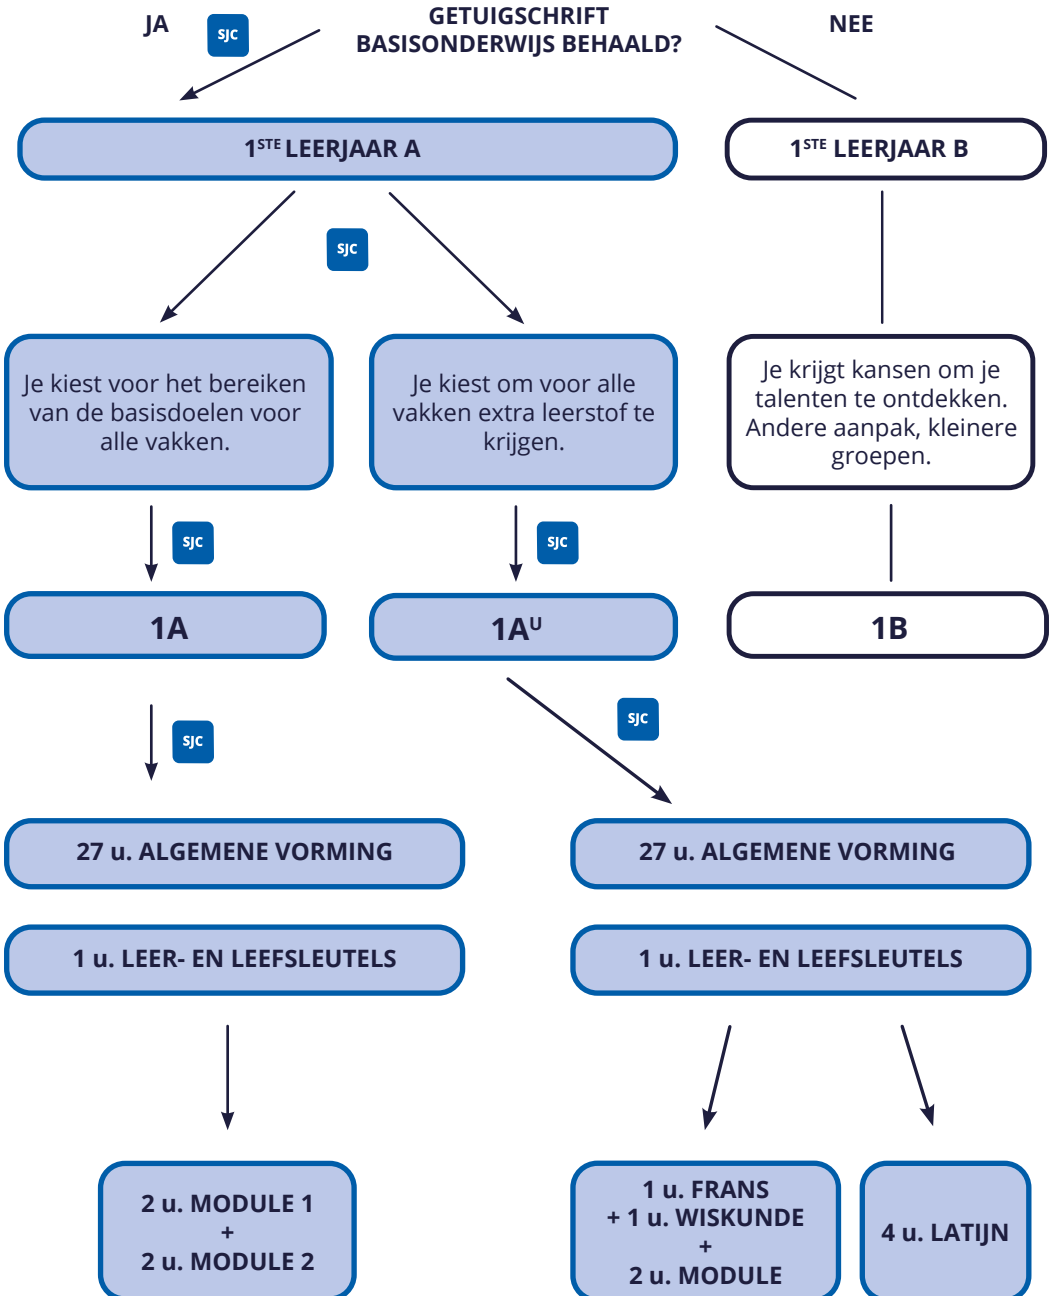 JA
SJC
GETUIGSCHRIFT
BASISONDERWIJS BEHAALD?
NEE
1STE LEERJAAR A
1STE LEERJAAR B
SJC
Je kiest voor het bereiken
van de basisdoelen voor
alle vakken.
Je kiest om voor alle
vakken extra leerstof te
krijgen.
Je krijgt kansen om je
talenten te ontdekken.
Andere aanpak, kleinere
groepen.
SJC
SJC
1A
1AU
1B
SJC
SJC
27 u. ALGEMENE VORMING
27 u. ALGEMENE VORMING
1 u. LEER- EN LEEFSLEUTELS
1 u. LEER- EN LEEFSLEUTELS
2 u. MODULE 1
+
2 u. MODULE 2
1 u. FRANS
+ 1 u. WISKUNDE
+
2 u. MODULE
4 u. LATIJN